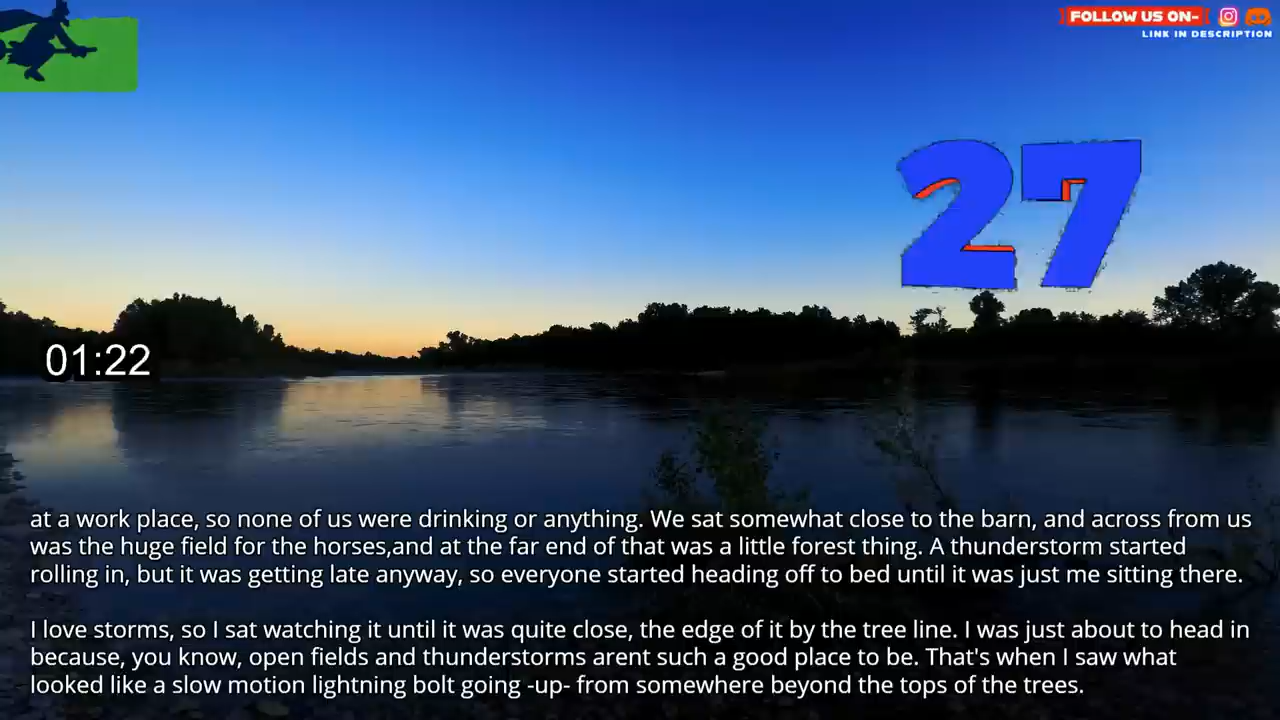 FOLLOW US ON-
LINK IN DESCRIPTION
27
01:22
at a work place, so none of us were drinking or anything. We sat somewhat close to the barn, and across from us
was the huge field for the horses,and at the far end of that was a little forest thing. A thunderstorm started
rolling in, but it was getting late anyway, so everyone started heading off to bed until it was just me sitting there.
I love storms, so I sat watching it until it was quite close, the edge of it by the tree line. I was just about to head in
because, you know, open fields and thunderstorms arent such a good place to be. That's when I saw what
looked like a slow motion lightning bolt going -up- from somewhere beyond the tops of the trees.